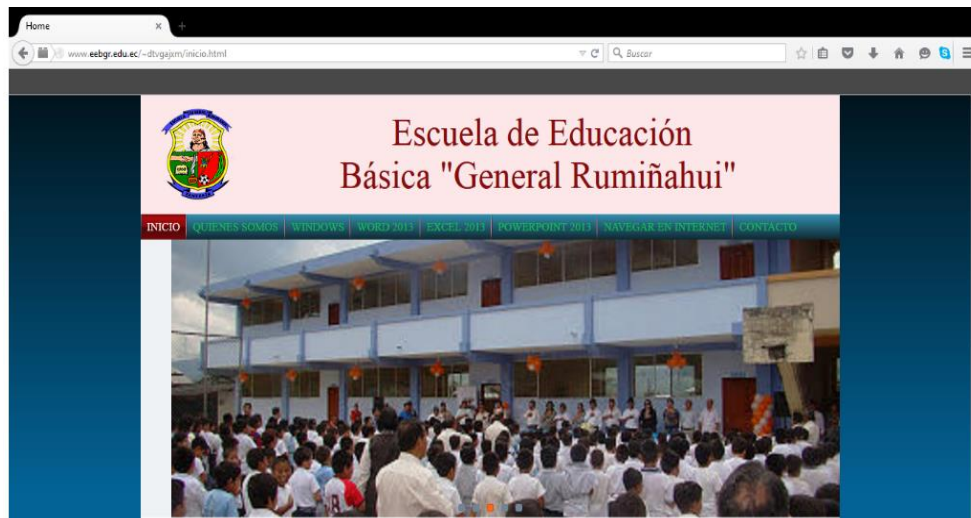 Home
www.eebgr.edu.ec/~dtvgajxm/inicio.html
Buscar
Escuela de Educación
Básica "General Rumiñahui"
INICIO QUIENES SOMOS WINDOWS WORD 2013 EXCEL 2013 POWERPOINT 2013 NAVEGAR EN INTERNET CONTACTO